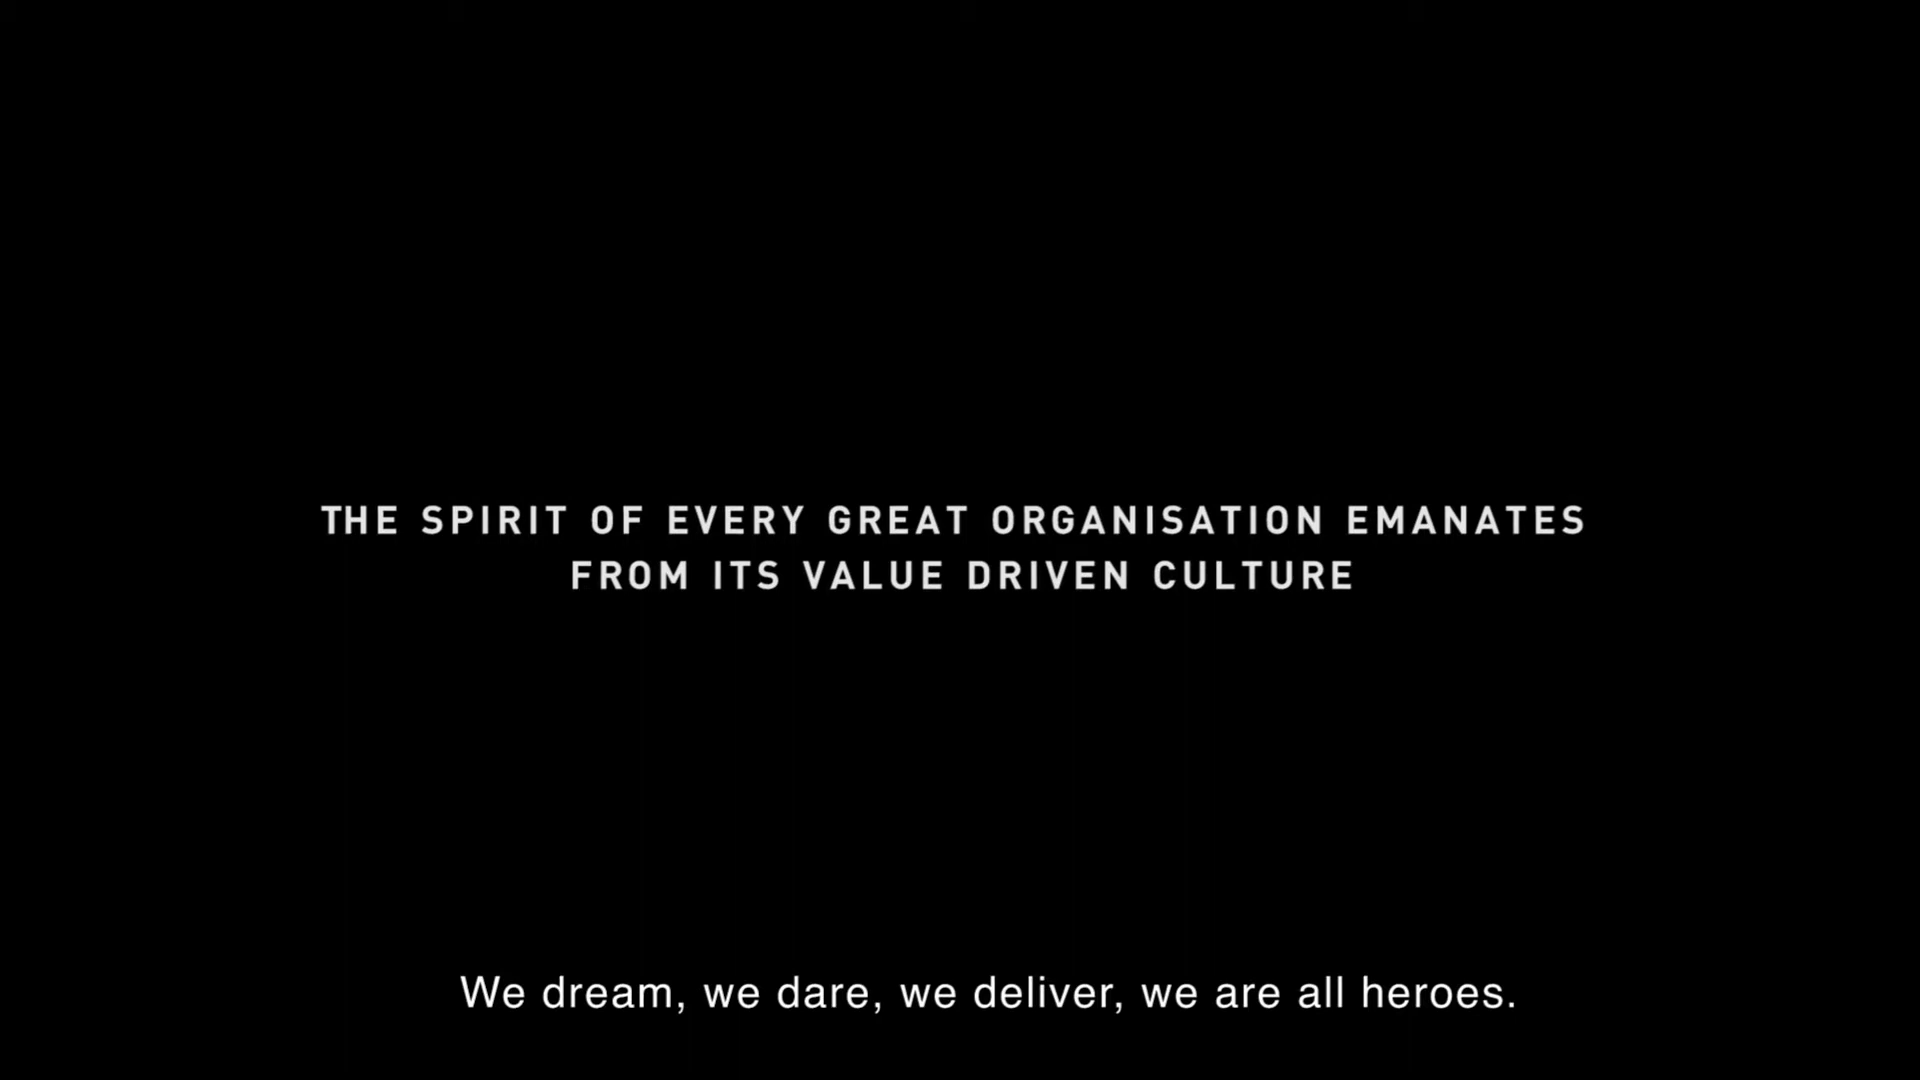 THE SPIRIT OF EVERY GREAT ORGANISATION EMANATES
FROM ITS VALUE DRIVEN CULTURE
We dream, we dare, we deliver, we are all heroes.